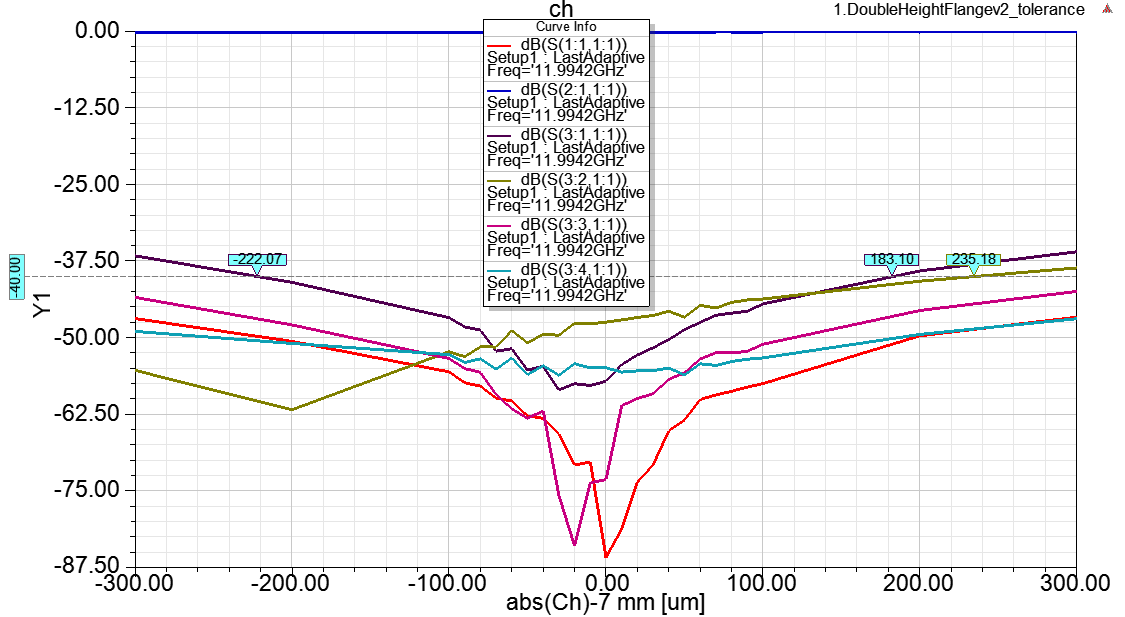 ch
1.DoubleHeightFlangev2_tolerance
Curve Info
dB(S(1:1,1:1))
Setup1 : LastAdaptive
Freq='11.9942GHz'
dB(S(2:1,1:1))
Setup1 : LastAdaptive
Freq='11.9942GHz'
dB(S(3:1,1:1))
Setup1 : LastAdaptive
Freq='11.9942GHz'
dB(S(3:2,1:1))
Setup1 : LastAdaptive
Freq='11.9942GHz'
dB(S(3:3,1:1))
Setup1 : LastAdaptive
Freq='11.9942GHz'
dB(S(3:4,1:1))
Setup1 : LastAdaptive
Freq='11.9942GHz'
0.00
-12.50
-25.00
-37.50
-50.00
-62.50
-75.00
-87.50
-40.00
Y1
-222.07
183.10
235.18
-300.00
-200.00
-100.00
0.00
100.00
200.00
300.00
abs(Ch)-7 mm [um]